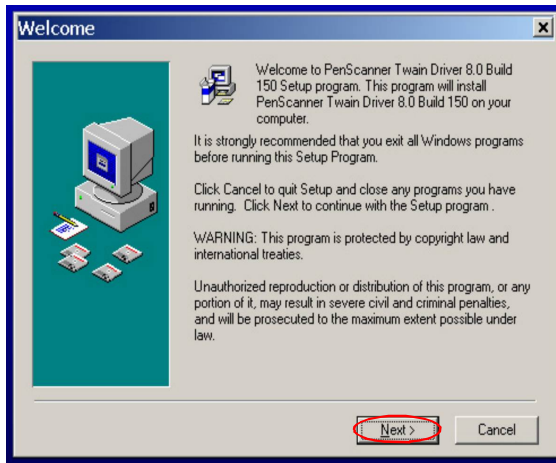 Welcome
Welcome to PenScanner Twain Driver 8.0 Build
150 Setup program. This program will install
PenScanner Twain Driver 8.0 Build 150 on your
computer.
It is strongly recommended that you exit all Windows programs
before running this Setup Program.
Click Cancel to quit Setup and close any programs you have
running. Click Next to continue with the Setup program .
WARNING: This program is protected by copyright law and
international treaties.
Unauthorized reproduction or distribution of this program, or any
portion of it, may result in severe civil and criminal penalties,
and will be prosecuted to the maximum extent possible under
law.
Next >
Cancel